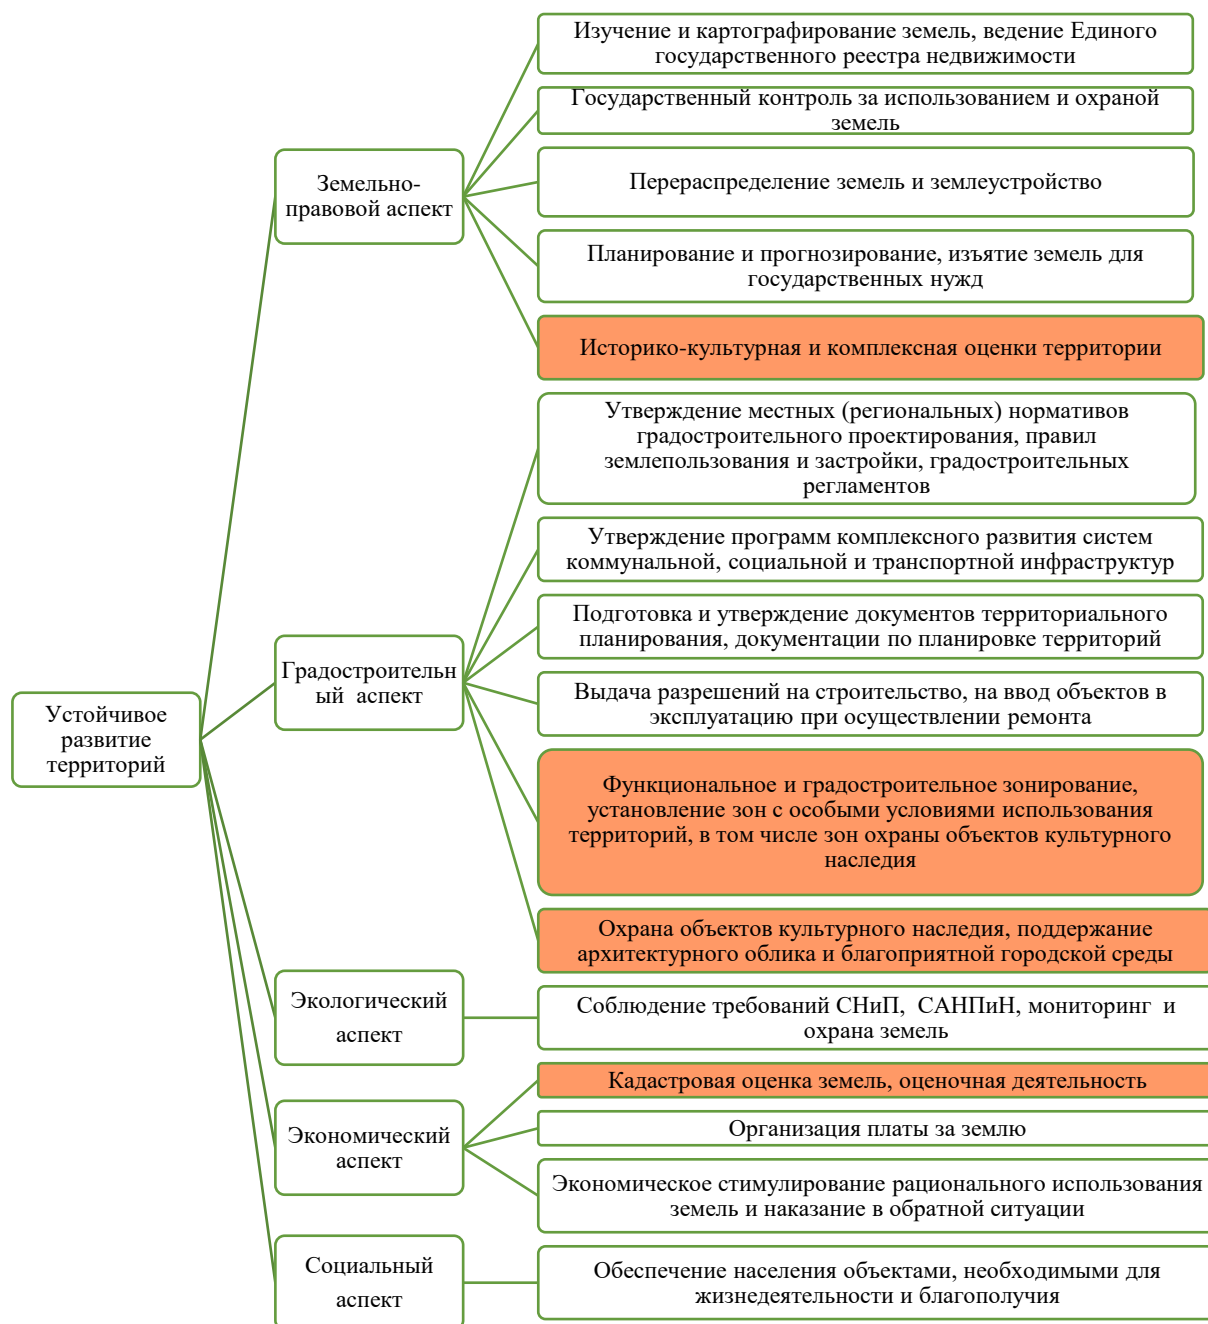 Устойчивое
развитие
территорий
Земельно-
правовой аспект
Изучение и картографирование земель, ведение Единого
государственного реестра недвижимости
Государственный контроль за использованием и охраной
земель
Перераспределение земель и землеустройство
Планирование и прогнозирование, изъятие земель для
государственных нужд
Историко-культурная и комплексная оценки территории
Градостроительн
ый аспект
Утверждение местных (региональных) нормативов
градостроительного проектирования, правил
землепользования и застройки, градостроительных
регламентов
Утверждение программ комплексного развития систем
коммунальной, социальной и транспортной инфраструктур
Подготовка и утверждение документов территориального
планирования, документации по планировке территорий
Выдача разрешений на строительство, на ввод объектов в
эксплуатацию при осуществлении ремонта
Функциональное и градостроительное зонирование,
установление зон с особыми условиями использования
территорий, в том числе зон охраны объектов культурного
наследия
Охрана объектов культурного наследия, поддержание
архитектурного облика и благоприятной городской среды
Экологический
аспект
Соблюдение требований СНиП, САНПиН, мониторинг и
охрана земель
Экономический
аспект
Кадастровая оценка земель, оценочная деятельность
Организация платы за землю
Экономическое стимулирование рационального использования
земель и наказание в обратной ситуации
Социальный
аспект
Обеспечение населения объектами, необходимыми для
жизнедеятельности и благополучия